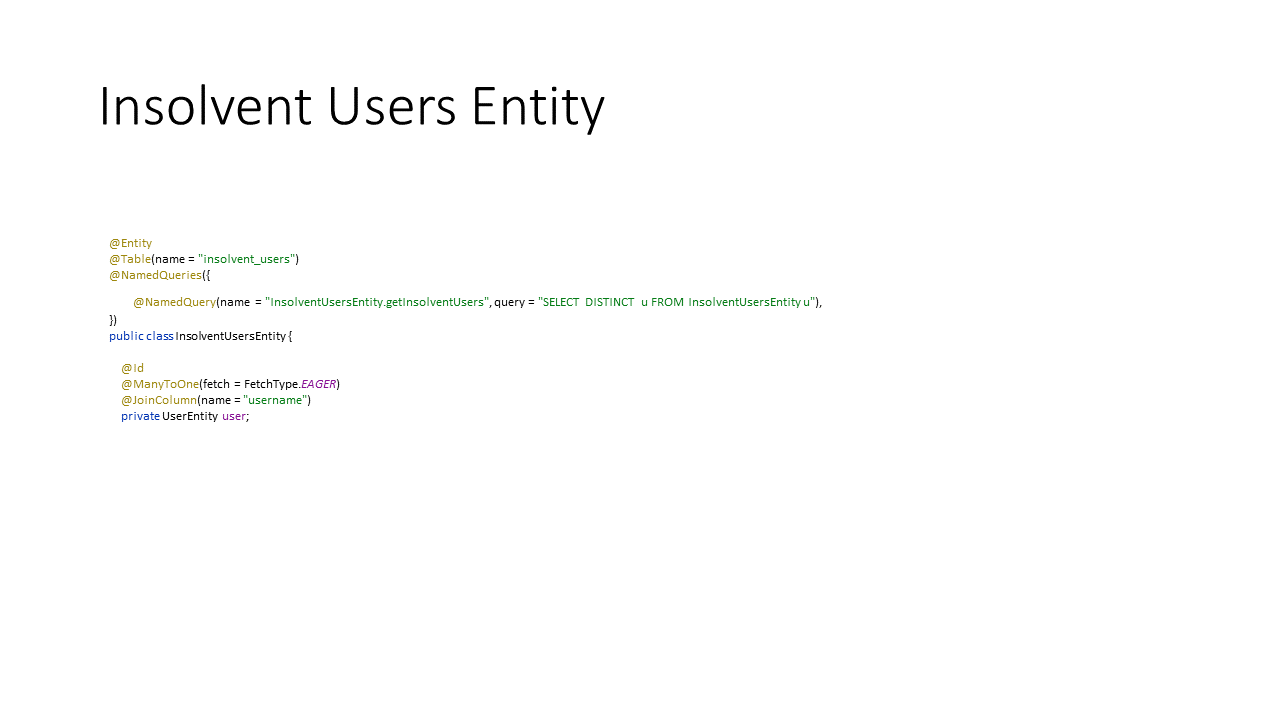 Insolvent Users Entity
@Entity
@Table(name = "insolvent_users")
@NamedQueries({
@NamedQuery(name = "InsolventUsersEntity.getInsolventUsers", query = "SELECT DISTINCT u FROM InsolventUsersEntity u"),
})
public class InsolventUsersEntity {
@Id
@ManyToOne(fetch = FetchType.EAGER)
@JoinColumn(name = "username")
private UserEntity user;